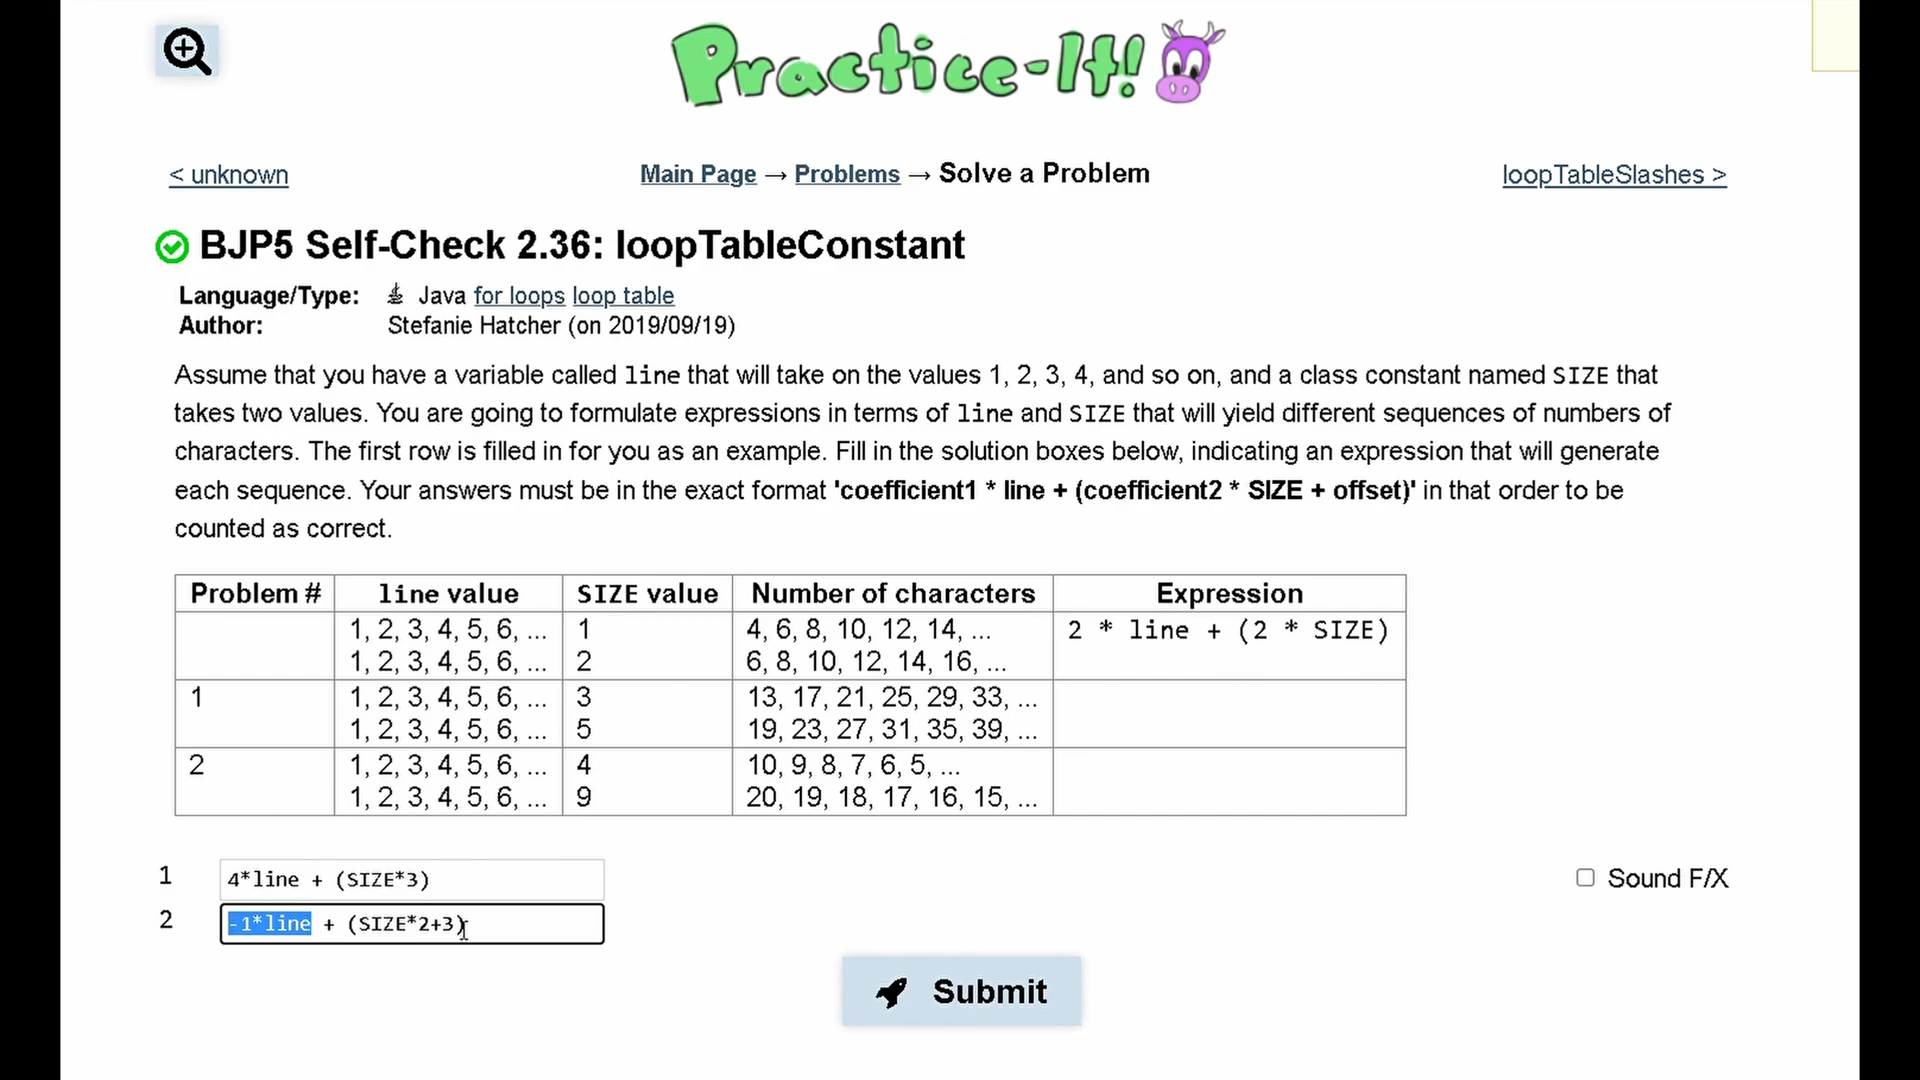 Practice-It!
< unknown
Main Page → Problems → Solve a Problem
loopTableSlashes >
BJP5 Self-Check 2.36: loopTableConstant
Language/Type: Java for loops loop table
Author: Stefanie Hatcher (on 2019/09/19)
Assume that you have a variable called line that will take on the values 1, 2, 3, 4, and so on, and a class constant named SIZE that
takes two values. You are going to formulate expressions in terms of line and SIZE that will yield different sequences of numbers of
characters. The first row is filled in for you as an example. Fill in the solution boxes below, indicating an expression that will generate
each sequence. Your answers must be in the exact format 'coefficient1 * line + (coefficient2 * SIZE + offset)' in that order to be
counted as correct.
Problem # line value SIZE value Number of characters Expression
1, 2, 3, 4, 5, 6, ... 1 4, 6, 8, 10, 12, 14, ... 2 * line + (2 * SIZE)
1, 2, 3, 4, 5, 6, ... 2 6, 8, 10, 12, 14, 16, ...
1 1, 2, 3, 4, 5, 6, ... 3 13, 17, 21, 25, 29, 33, ...
1, 2, 3, 4, 5, 6, ... 5 19, 23, 27, 31, 35, 39, ...
2 1, 2, 3, 4, 5, 6, ... 4 10, 9, 8, 7, 6, 5, ...
1, 2, 3, 4, 5, 6, ... 9 20, 19, 18, 17, 16, 15, ...
1 4*line + (SIZE*3)
Sound F/X
2 -1*line + (SIZE*2+3)
Submit